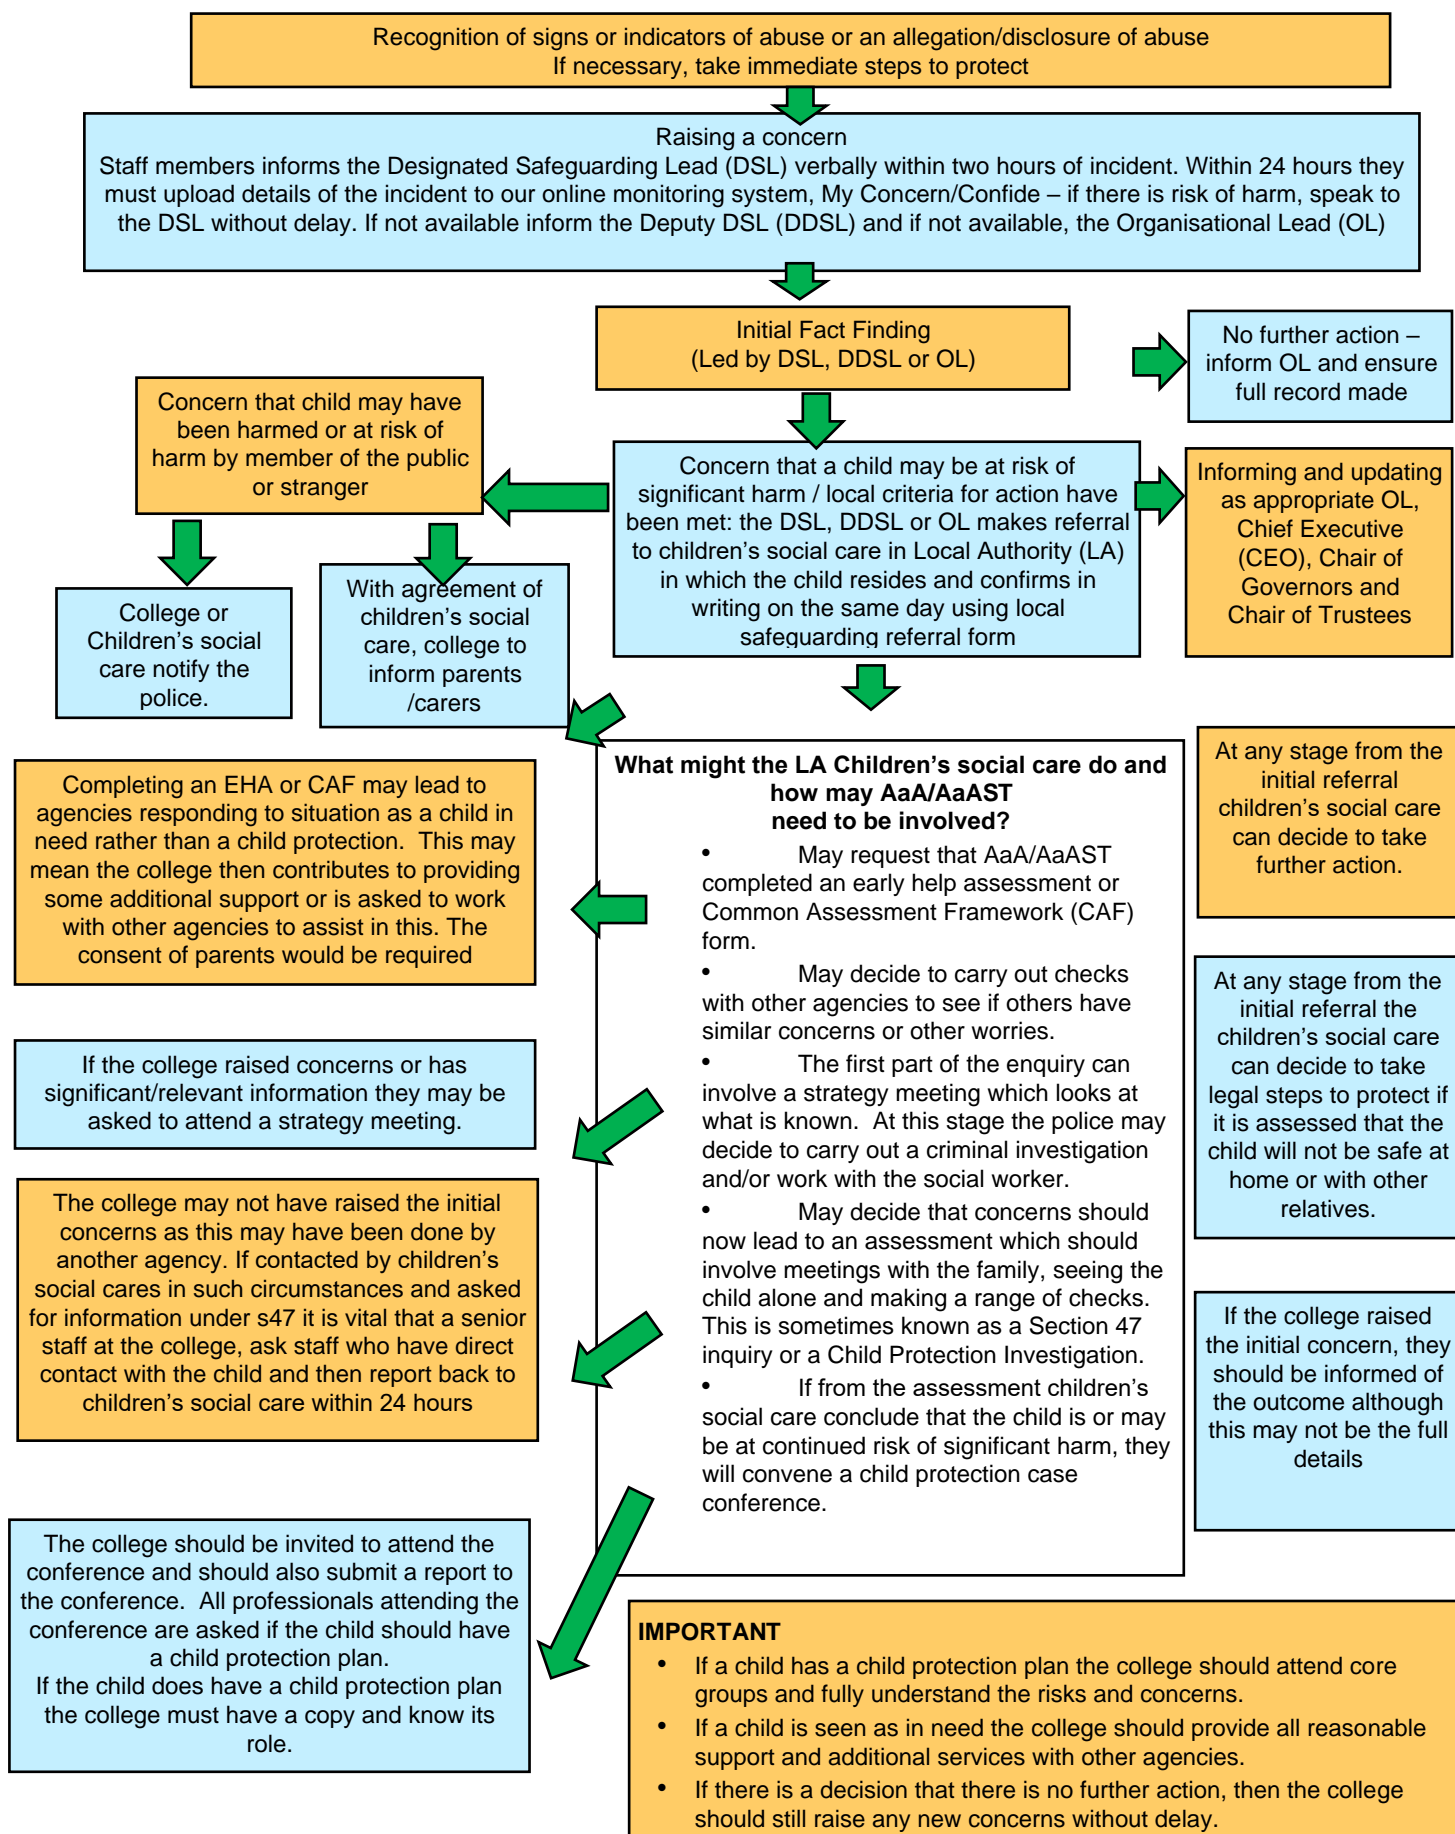 Recognition of signs or indicators of abuse or an allegation/disclosure of abuse
If necessary, take immediate steps to protect
Raising a concern
Staff members informs the Designated Safeguarding Lead (DSL) verbally within two hours of incident. Within 24 hours they
must upload details of the incident to our online monitoring system, My Concern/Confide – if there is risk of harm, speak to
the DSL without delay. If not available inform the Deputy DSL (DDSL) and if not available, the Organisational Lead (OL)
Initial Fact Finding
(Led by DSL, DDSL or OL)
No further action –
inform OL and ensure
full record made
Concern that child may have
been harmed or at risk of
harm by member of the public
or stranger
Concern that a child may be at risk of
significant harm / local criteria for action have
been met: the DSL, DDSL or OL makes referral
to children’s social care in Local Authority (LA)
in which the child resides and confirms in
writing on the same day using local
safeguarding referral form
Informing and updating
as appropriate OL,
Chief Executive
(CEO), Chair of
Governors and
Chair of Trustees
College or
Children’s social
care notify the
police.
With agreement of
children’s social
care, college to
inform parents
/carers
What might the LA Children’s social care do and
how may AaA/AaAST
need to be involved?
• May request that AaA/AaAST
completed an early help assessment or
Common Assessment Framework (CAF)
form.
• May decide to carry out checks
with other agencies to see if others have
similar concerns or other worries.
• The first part of the enquiry can
involve a strategy meeting which looks at
what is known. At this stage the police may
decide to carry out a criminal investigation
and/or work with the social worker.
• May decide that concerns should
now lead to an assessment which should
involve meetings with the family, seeing the
child alone and making a range of checks.
This is sometimes known as a Section 47
inquiry or a Child Protection Investigation.
• If from the assessment children’s
social care conclude that the child is or may
be at continued risk of significant harm, they
will convene a child protection case
conference.
Completing an EHA or CAF may lead to
agencies responding to situation as a child in
need rather than a child protection. This may
mean the college then contributes to providing
some additional support or is asked to work
with other agencies to assist in this. The
consent of parents would be required
If the college raised concerns or has
significant/relevant information they may be
asked to attend a strategy meeting.
The college may not have raised the initial
concerns as this may have been done by
another agency. If contacted by children’s
social cares in such circumstances and asked
for information under s47 it is vital that a senior
staff at the college, ask staff who have direct
contact with the child and then report back to
children’s social care within 24 hours
The college should be invited to attend the
conference and should also submit a report to
the conference. All professionals attending the
conference are asked if the child should have
a child protection plan.
If the child does have a child protection plan
the college must have a copy and know its
role.
At any stage from the
initial referral
children’s social care
can decide to take
further action.
At any stage from the
initial referral the
children’s social care
can decide to take
legal steps to protect if
it is assessed that the
child will not be safe at
home or with other
relatives.
If the college raised
the initial concern, they
should be informed of
the outcome although
this may not be the full
details
IMPORTANT
• If a child has a child protection plan the college should attend core
groups and fully understand the risks and concerns.
• If a child is seen as in need the college should provide all reasonable
support and additional services with other agencies.
• If there is a decision that there is no further action, then the college
should still raise any new concerns without delay.